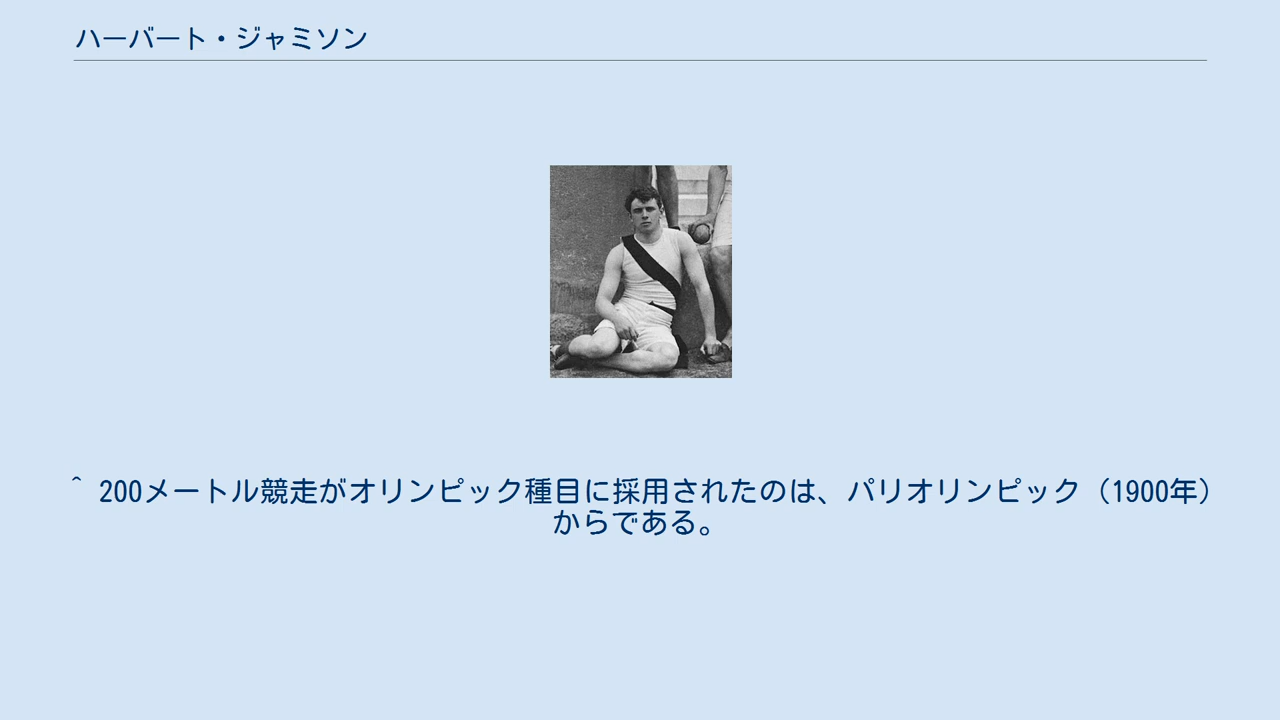 ハーバート・ジャミソン
^ 200メートル競走がオリンピック種目に採用されたのは、パリオリンピック（1900年）
からである。